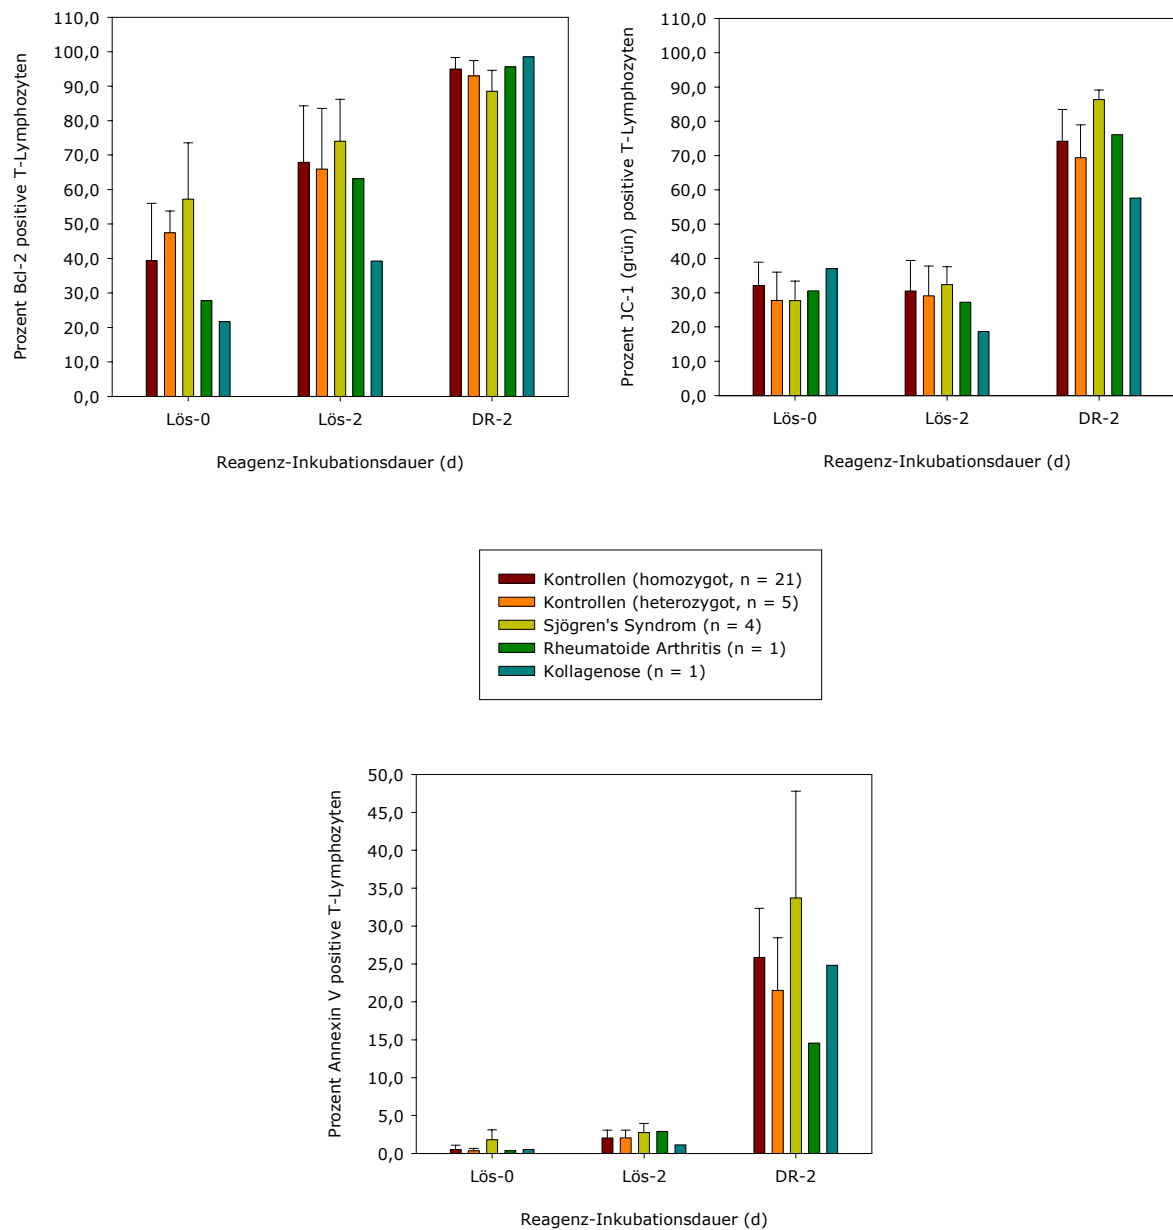 Prozent Bcl-2 positive T-Lymphozyten
110,0
100,0
90,0
80,0
70,0
60,0
50,0
40,0
30,0
20,0
10,0
0,0
Lös-0 Lös-2 DR-2
Reagenz-Inkubationsdauer (d)
Prozent JC-1 (grün) positive T-Lymphozyten
110,0
100,0
90,0
80,0
70,0
60,0
50,0
40,0
30,0
20,0
10,0
0,0
Lös-0 Lös-2 DR-2
Reagenz-Inkubationsdauer (d)
Kontrollen (homozygot, n = 21)
Kontrollen (heterozygot, n = 5)
Sjögren's Syndrom (n = 4)
Rheumatoide Arthritis (n = 1)
Kollagenose (n = 1)
Prozent Annexin V positive T-Lymphozyten
50,0
45,0
40,0
35,0
30,0
25,0
20,0
15,0
10,0
5,0
0,0
Lös-0 Lös-2 DR-2
Reagenz-Inkubationsdauer (d)